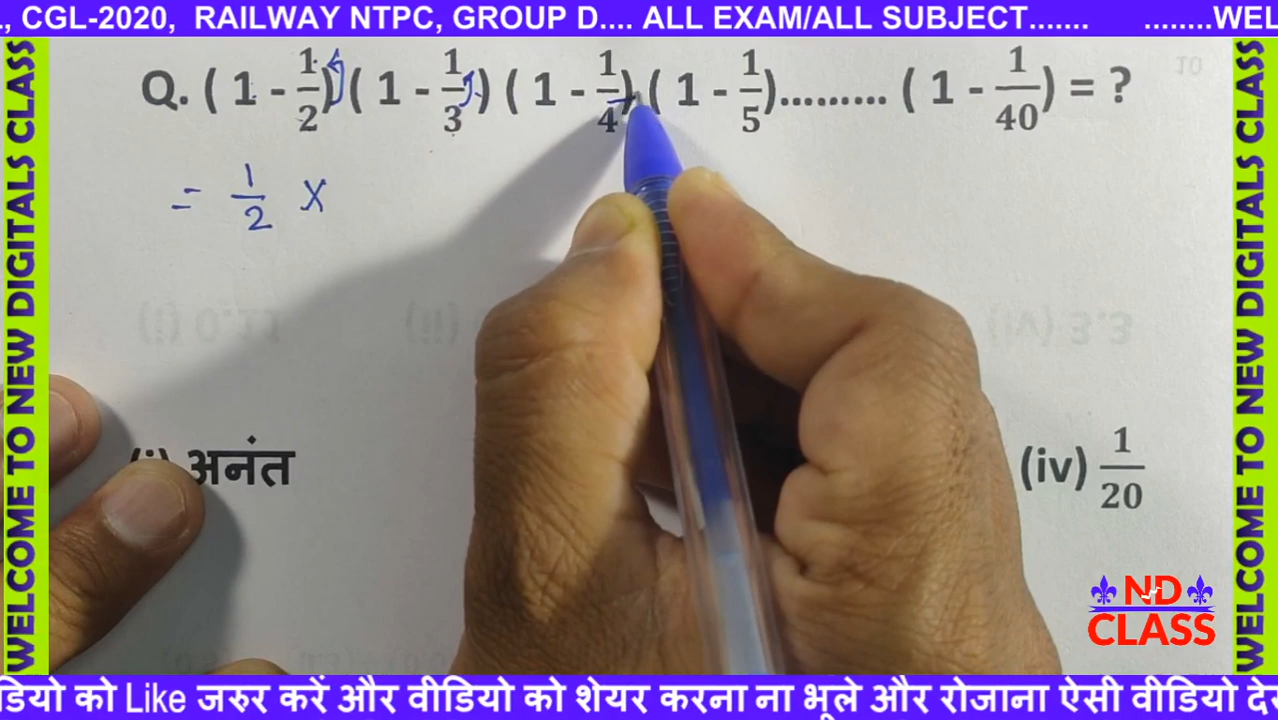 , CGL-2020, RAILWAY NTPC, GROUP D.... ALL EXAM/ALL SUBJECT....... ........WEL
WELCOME TO NEW DIGITALS CLASS
Q. ( 1 - 1/2 ) ( 1 - 1/3 ) ( 1 - 1/4 ) ( 1 - 1/5 )......... ( 1 - 1/40 ) = ?
= 1/2 X
(i) अनंत
(iv) 1/20
ND
CLASS
WELCOME TO NEW DIGITALS CLASS
को Like जरुर करें और वीडियो को शेयर करना ना भूले और रोजाना ऐसी वीडियो